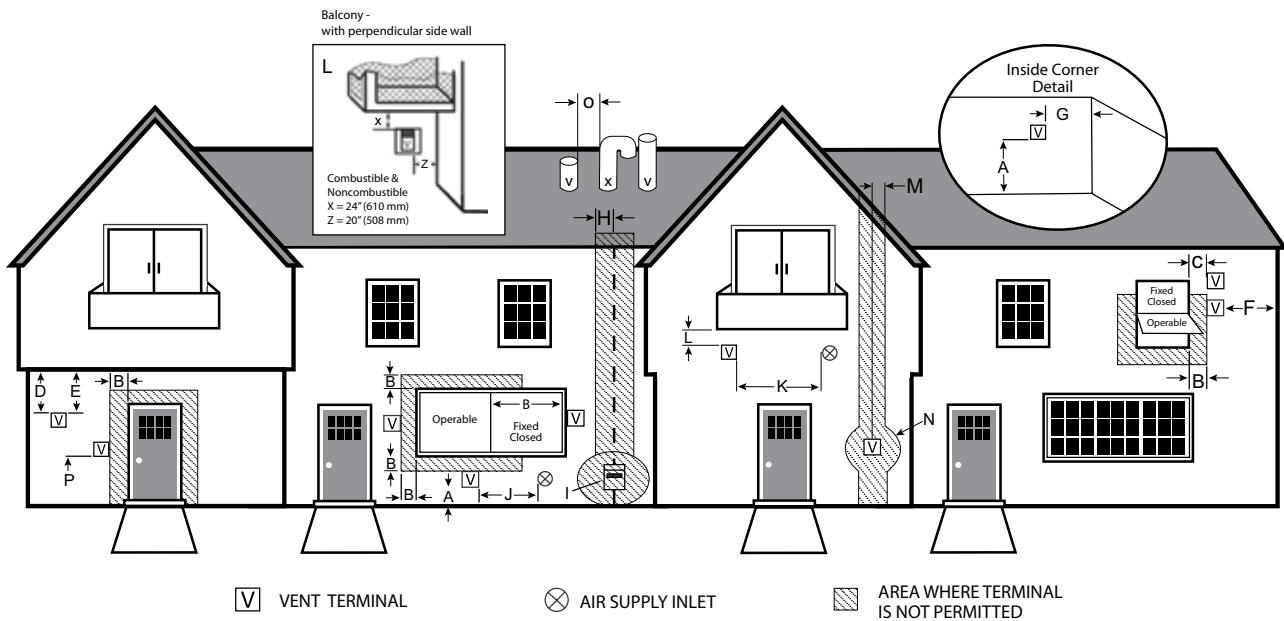 Balcony -
with perpendicular side wall
L
X
Z
Combustible &
Noncombustible
X = 24" (610 mm)
Z = 20" (508 mm)
O
V
X
V
Inside Corner
Detail
G
V
A
M
H
C
V
Fixed
Closed
Operable
V
F
B
D
E
B
V
V
P
B
V
Operable
B
Fixed
Closed
V
B
B
V
A
J
I
L
V
K
N
V
V VENT TERMINAL
AIR SUPPLY INLET
AREA WHERE TERMINAL
IS NOT PERMITTED